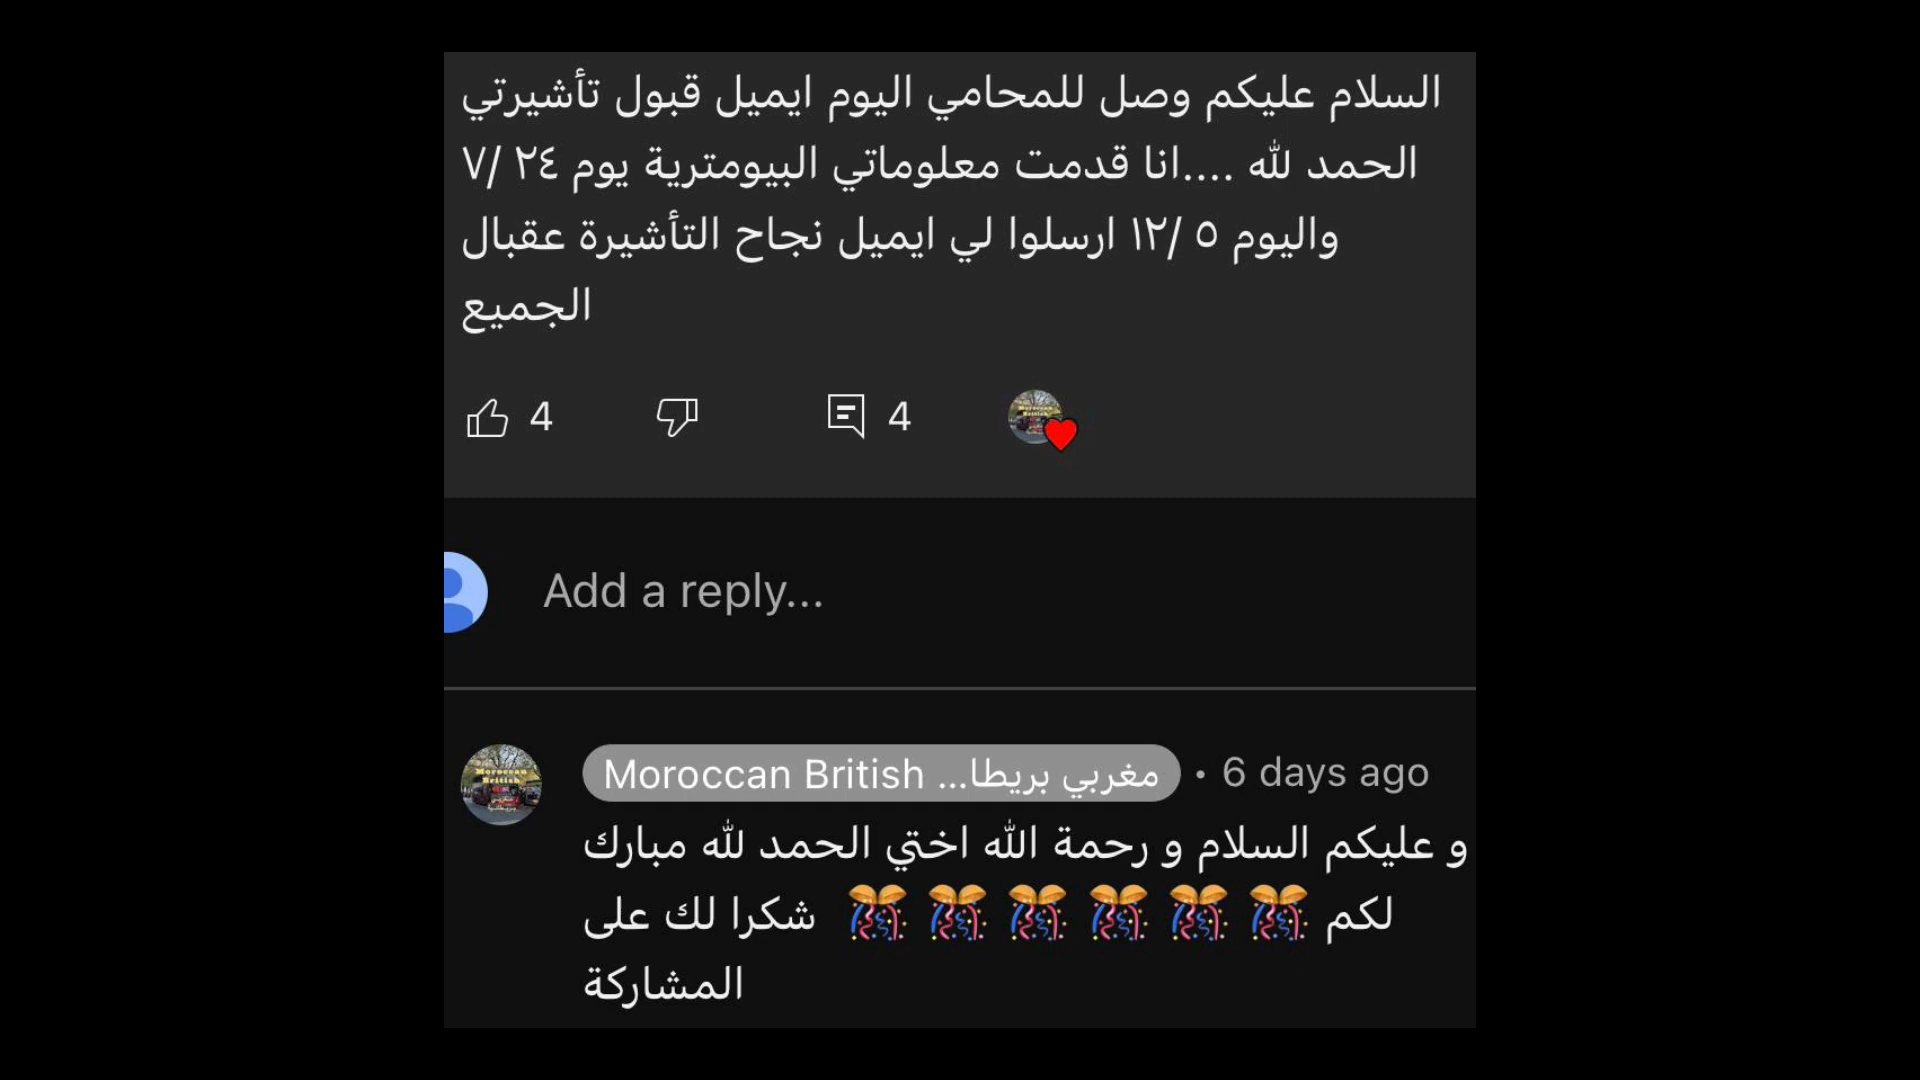 السلام عليكم وصل للمحامي اليوم ايميل قبول تأشيرتي
الحمد لله ....انا قدمت معلوماتي البيومترية يوم ٢٤ /٧
واليوم ٥ /١٢ ارسلوا لي ايميل نجاح التأشيرة عقبال
الجميع
4 4
Add a reply...
Moroccan British مغربي بريطا... • 6 days ago
و عليكم السلام و رحمة الله اختي الحمد لله مبارك
لكم 🎊 🎊 🎊 🎊 🎊 🎊 شكرا لك على
المشاركة